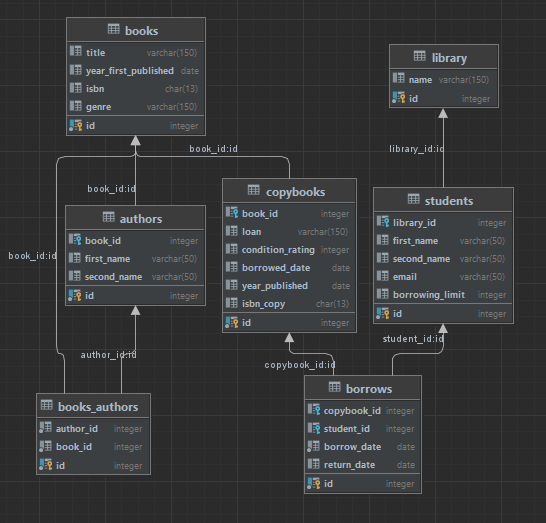 books
title varchar(150)
year_first_published date
isbn char(13)
genre varchar(150)
id integer
library
name varchar(150)
id integer
book_id:id
library_id:id
book_id:id
authors
book_id integer
first_name varchar(50)
second_name varchar(50)
id integer
copybooks
book_id integer
loan varchar(150)
condition_rating integer
borrowed_date date
year_published date
isbn_copy char(13)
id integer
students
library_id integer
first_name varchar(50)
second_name varchar(50)
email varchar(50)
borrowing_limit integer
id integer
book_id:id
author_id:id
copybook_id:id
student_id:id
books_authors
author_id integer
book_id integer
id integer
borrows
copybook_id integer
student_id integer
borrow_date date
return_date date
id integer